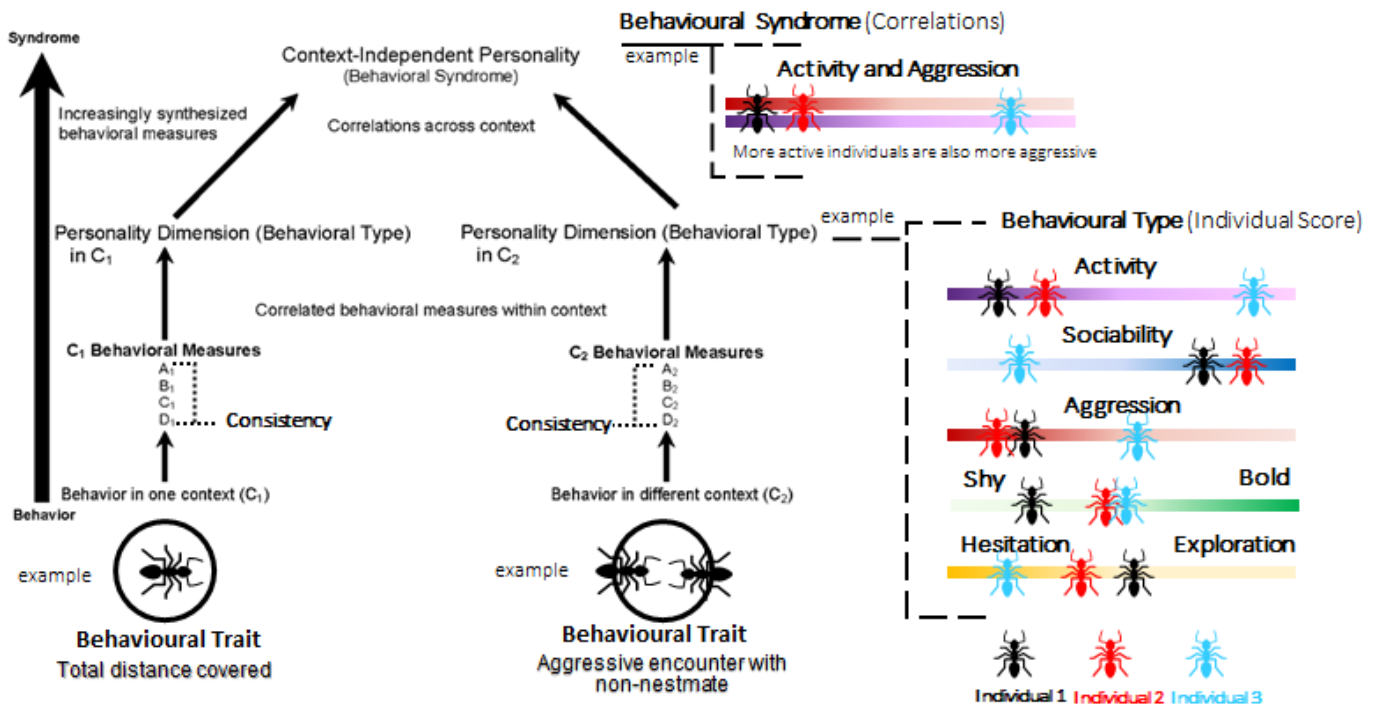 Syndrome
Increasingly synthesized
behavioral measures
Context-Independent Personality
(Behavioral Syndrome)
Correlations across context
Personality Dimension (Behavioral Type)
in C₁
Personality Dimension (Behavioral Type)
in C₂
Correlated behavioral measures within context
C₁ Behavioral Measures
A₁
B₁
C₁
D₁
Consistency
C₂ Behavioral Measures
A₂
B₂
C₂
D₂
Consistency
Behavior in one context (C₁)
Behavior in different context (C₂)
Behavior
example
Behavioural Trait
Total distance covered
example
Behavioural Trait
Aggressive encounter with
non-nestmate
Behavioural Syndrome (Correlations)
example
Activity and Aggression
More active individuals are also more aggressive
example
Behavioural Type (Individual Score)
Activity
Sociability
Aggression
Shy Bold
Hesitation Exploration
Individual 1 Individual 2 Individual 3